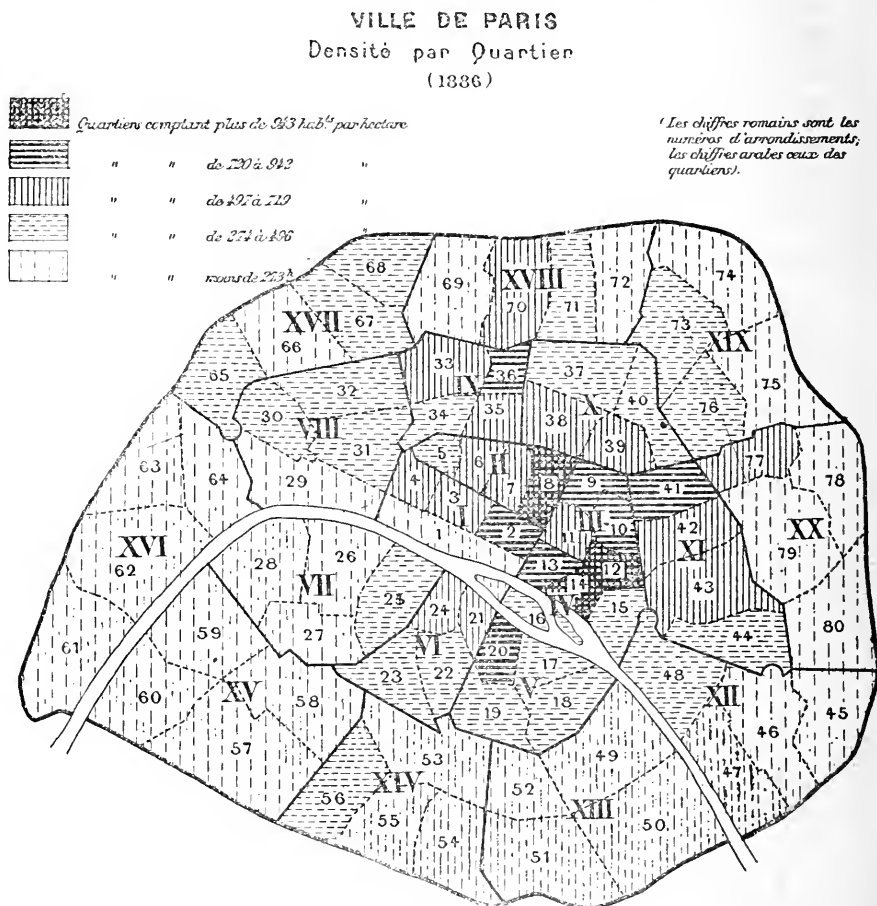 VILLE DE PARIS
Densité par Quartier
(1886)
Quartiers comptant plus de 943 hab.ts par hectare
" " de 720 à 942 "
" " de 497 à 719 "
" " de 274 à 496 "
" " moins de 273 h
(Les chiffres romains sont les
numéros d'arrondissements;
les chiffres arabes ceux des
quartiers).
68
69
XVIII
70
71
72
74
XVII
67
66
73
XIX
65
33
IX
36
37
75
32
30
VIII
34
35
38
X
40
76
31
39
5
6
II
7
8
9
41
77
78
63
64
29
4
3
I
1
2
III
10
11
42
XI
43
XX
79
XVI
62
28
26
VII
27
25
24
21
13
14
12
IV
16
15
44
80
61
59
VI
20
23
22
17
V
18
19
48
XII
60
XV
58
57
53
49
46
45
56
XIV
52
XIII
47
55
54
51
50